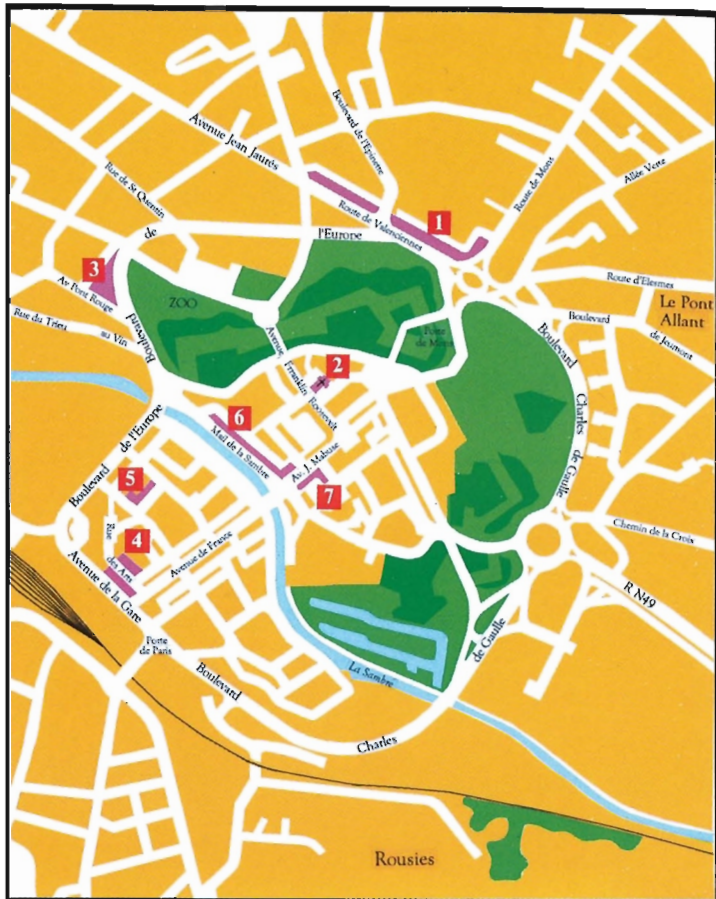 Avenue Jean Jaurés
Boulevard de l'Epinette
Route de Mons
Allée Verte
Rue de St Quentin
1
Route de Valenciennes
de
l'Europe
3
Av Pont Rouge
ZOO
Route d'Elesmes
Le Pont
Allant
Rue du Trieu
au Vin
Boulevard
Porte
de Mons
Boulevard
de Jeumont
Boulevard
Charles
de Gaulle
Avenue
Franklin
Roosevelt
2
6
Mail de la Sambre
Av. J. Mabuse
7
Boulevard
de l'Europe
5
4
Rue
des Arts
Avenue de France
Avenue de la Gare
Chemin de la Croix
R N49
Porte
de Paris
Boulevard
Charles
de Gaulle
La Sambre
Rousies